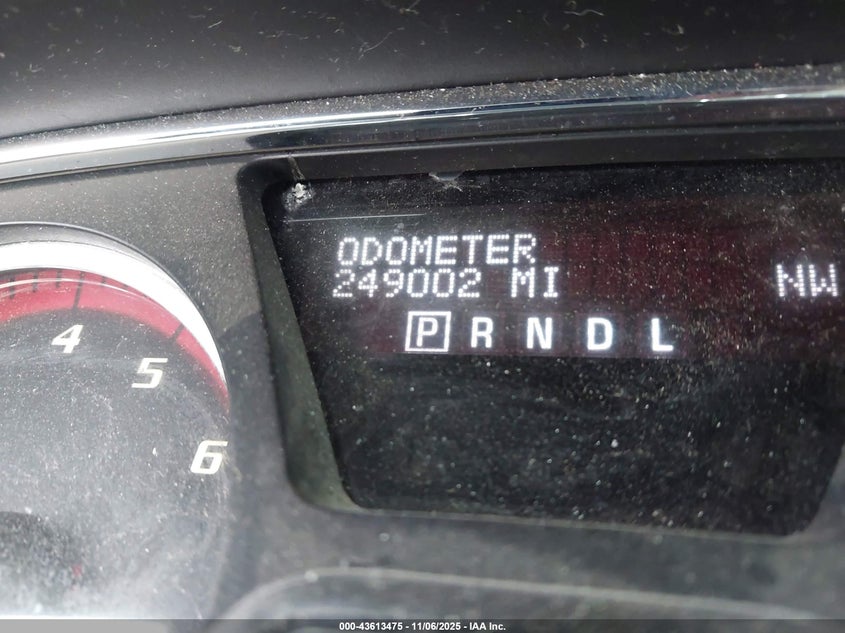 ODOMETER
249002 MI NW
P R N D L
4
5
6
000-43613475 - 11/06/2025 - IAA Inc.